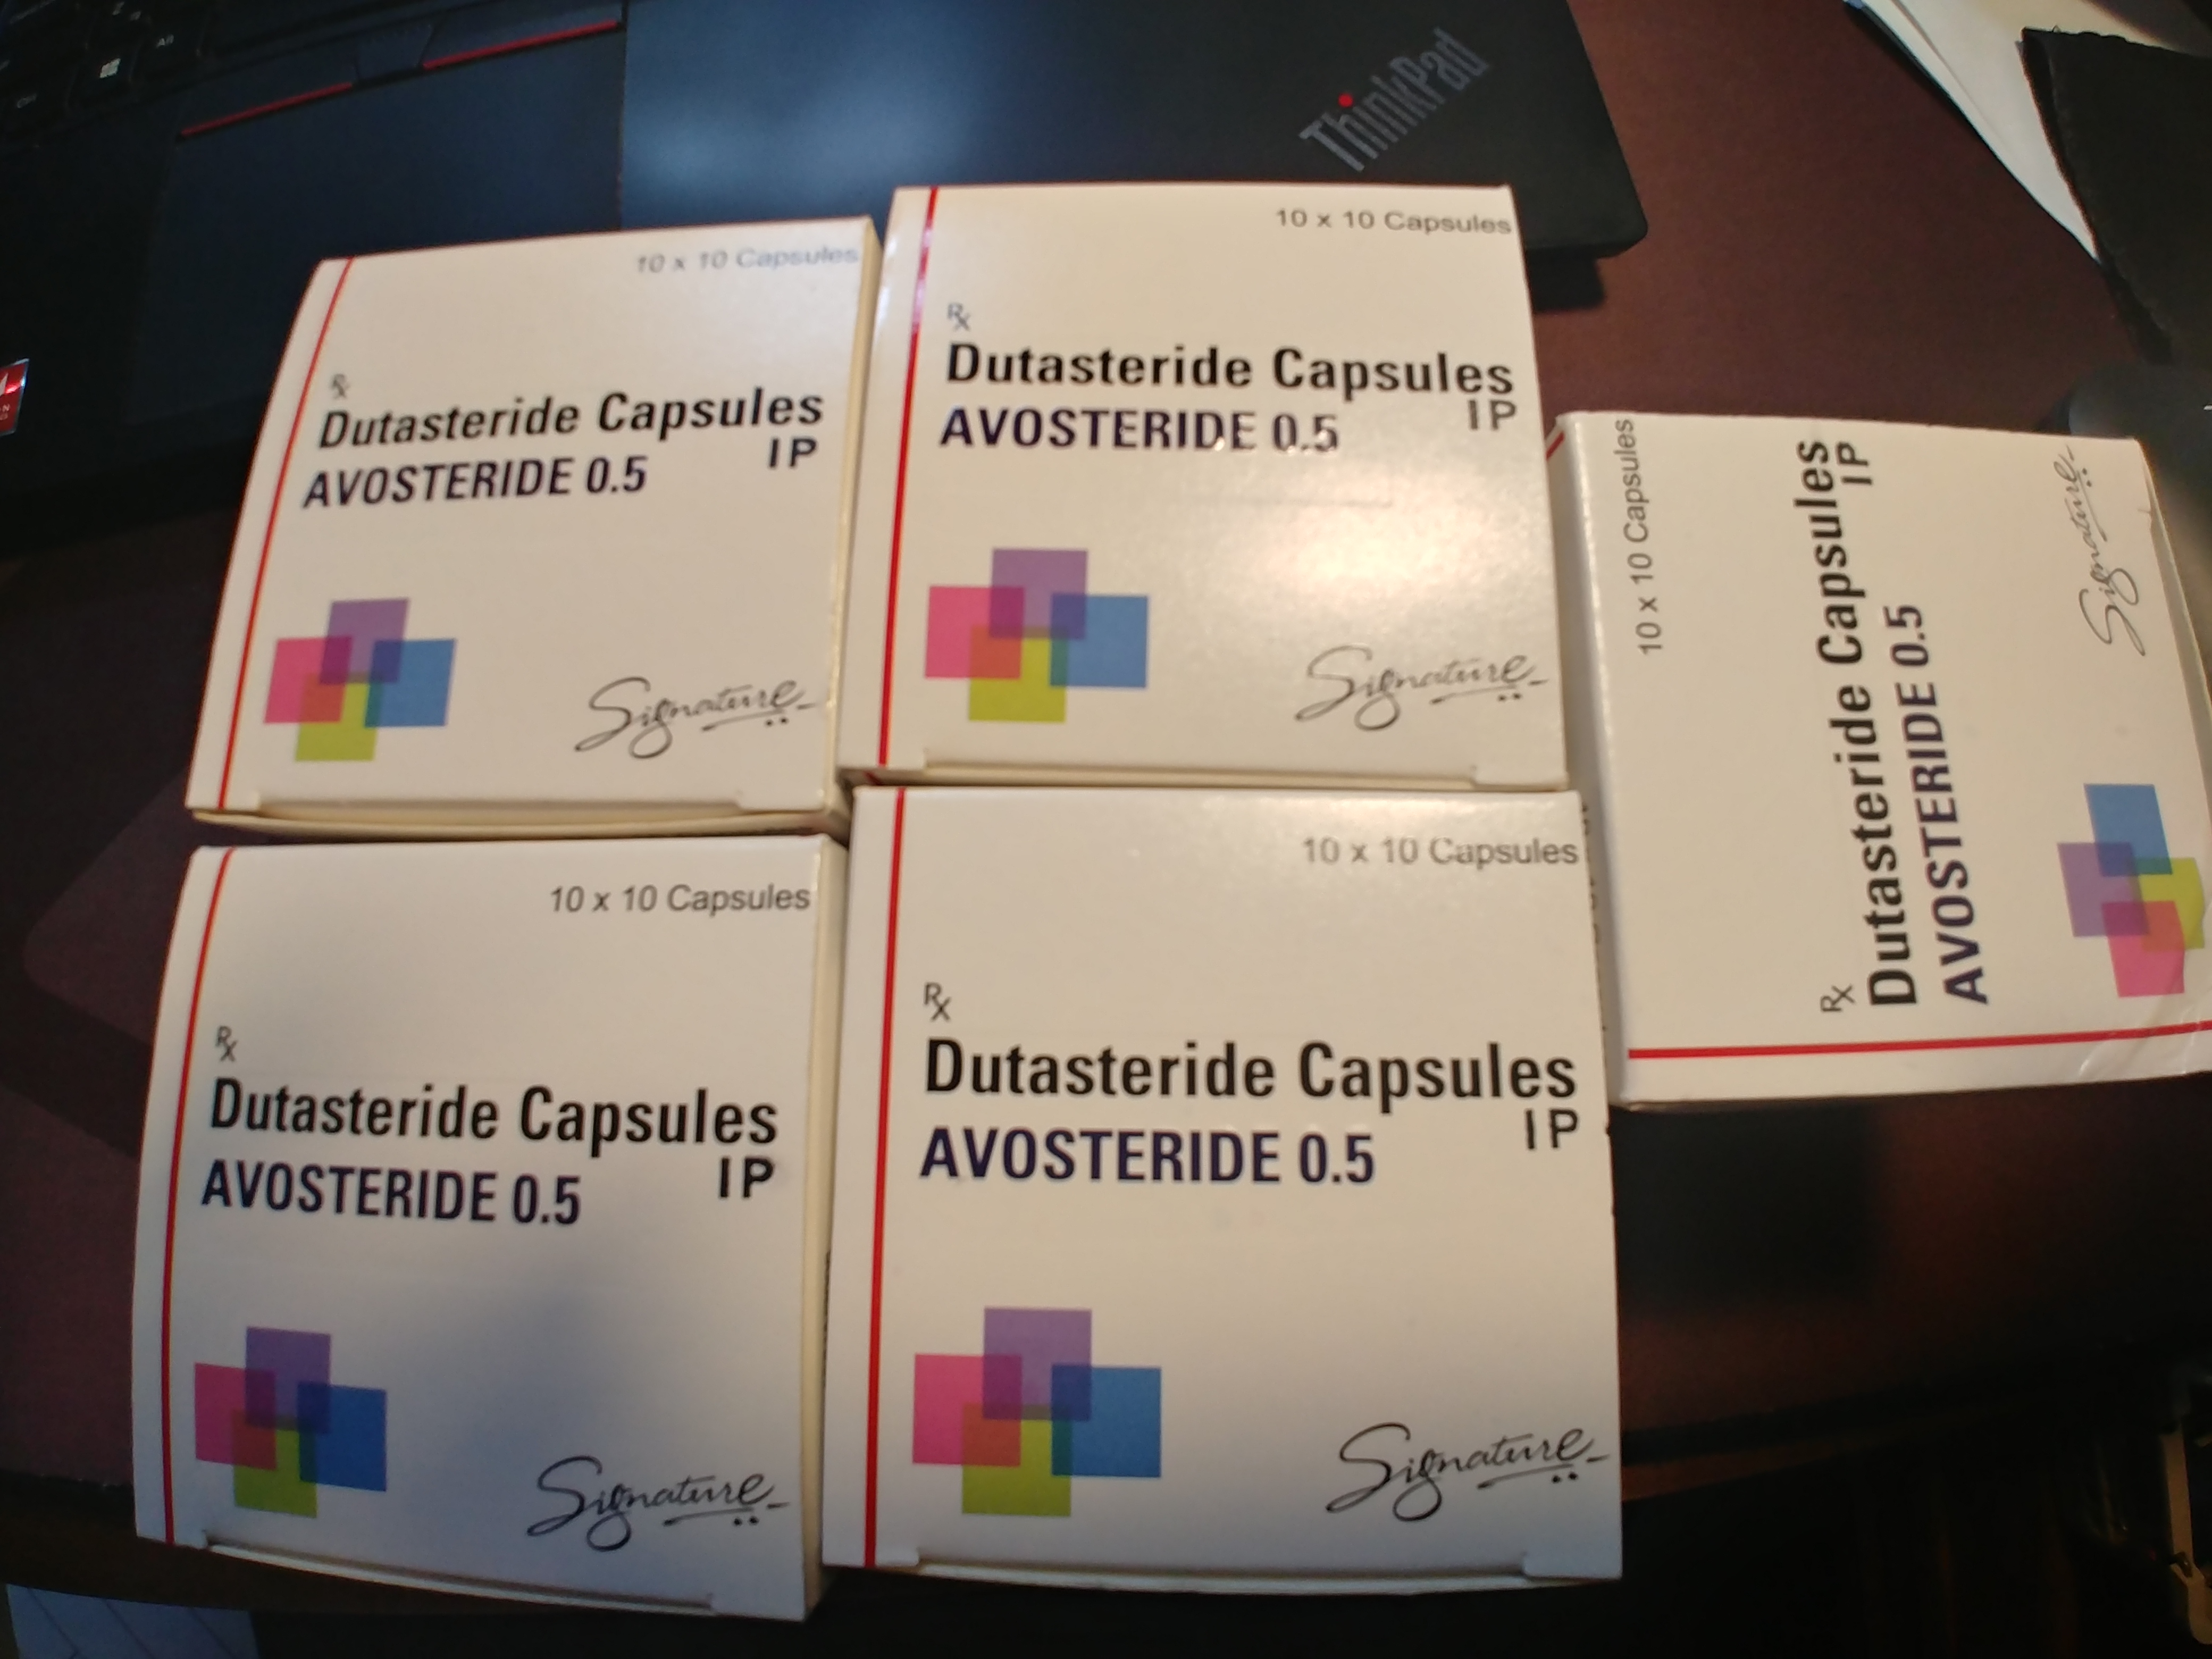 ThinkPad
10 x 10 Capsules
Rx
Dutasteride Capsules
IP
AVOSTERIDE 0.5
Signature
10 x 10 Capsules
Rx
Dutasteride Capsules
IP
AVOSTERIDE 0.5
Signature
10 x 10 Capsules
Rx
Dutasteride Capsules
IP
AVOSTERIDE 0.5
Signature
10 x 10 Capsules
Rx
Dutasteride Capsules
IP
AVOSTERIDE 0.5
Signature
10 x 10 Capsules
Rx
Dutasteride Capsules
IP
AVOSTERIDE 0.5
Signature